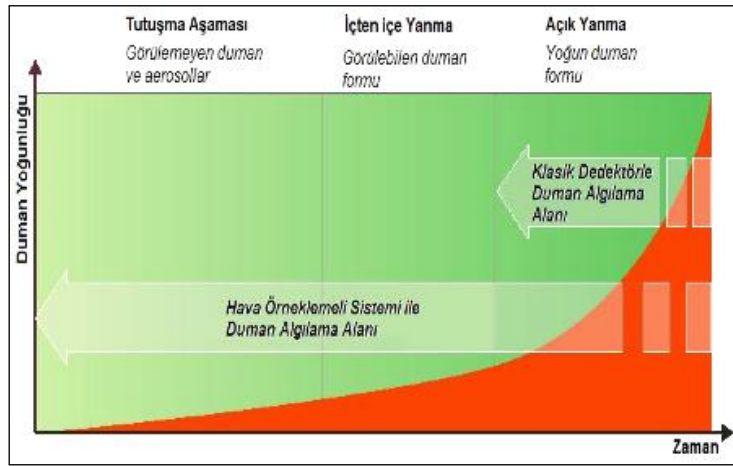 Tutuşma Aşaması
Görülemeyen duman
ve aerosollar
İçten içe Yanma
Görülebilen duman
formu
Açık Yanma
Yoğun duman
formu
Duman Yoğunluğu
Klasik Dedektörle
Duman Algılama
Alanı
Hava Örneklemeli Sistemi ile
Duman Algılama Alanı
Zaman